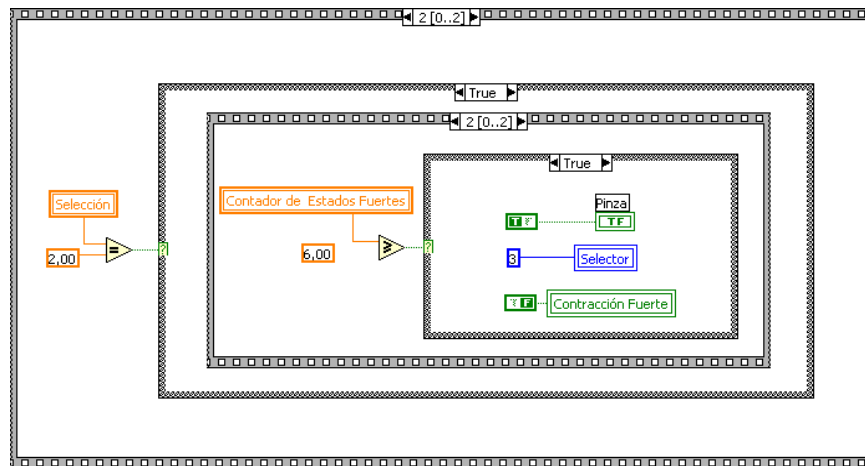 2 [0..2]
True
2 [0..2]
True
Selección
Contador de  Estados Fuertes
Pinza
T F
TF
2,00
=
?
6,00
≥
?
3
Selector
T F
Contracción Fuerte